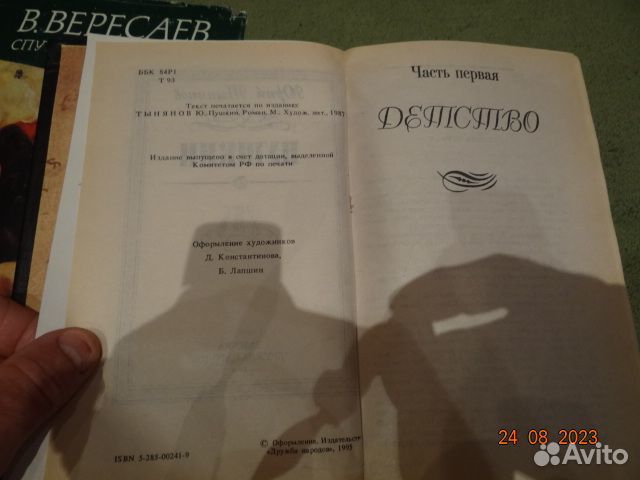 В. ВЕРЕСАЕВ
СПУ
ББК 84Р1
Т 93
Текст печатается по изданию
ТЫНЯНОВ Ю. Пушкин. Роман, М.: Худож. лит., 1987
Издание выпущено в счет дотации, выделенной
Комитетом РФ по печати
Оформление художников
Д. Константинова,
Б. Лапшин
ISBN 5-285-00241-9
© Оформление, Издательст
«Дружба народов», 1995
Часть первая
ДЕТСТВО
24 08 2023
Avito